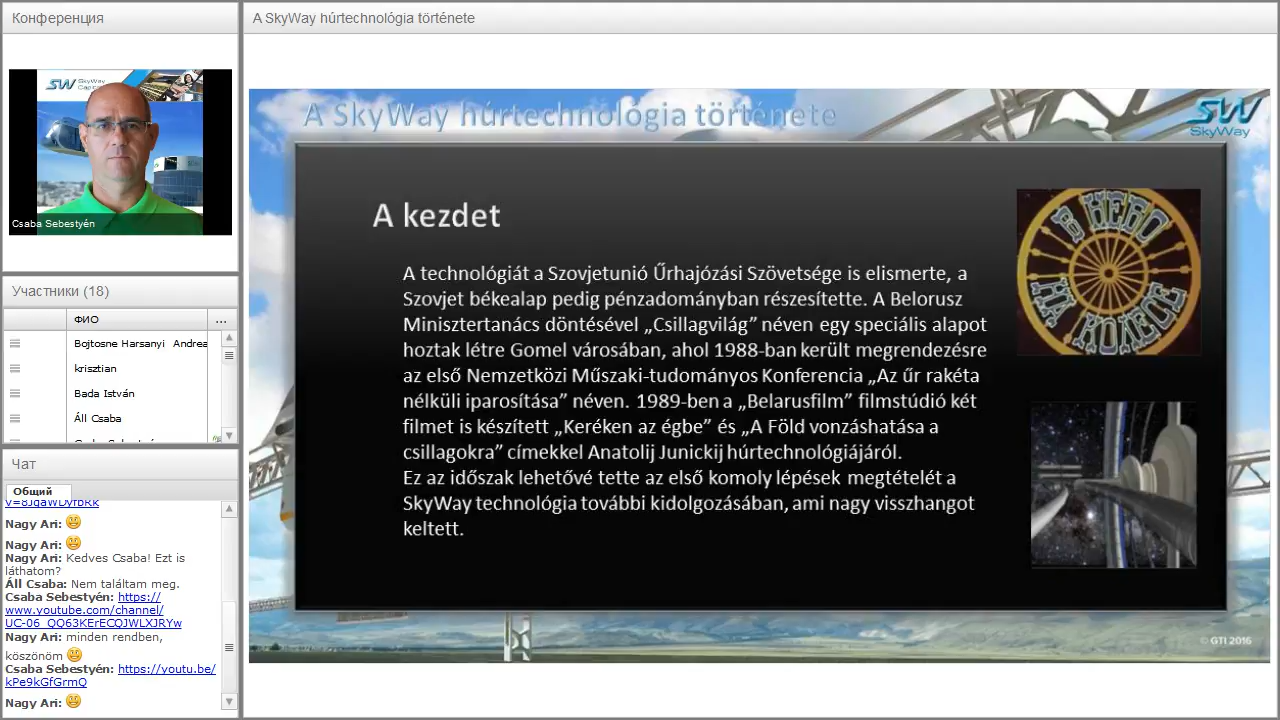 Конференция
SW SkyWay
Csaba Sebestyén
Участники (18)
ФИО
...
Bojtosne Harsanyi Andrea
krisztian
Bada István
Áll Csaba
Чат
Общий
Nagy Ari:
Nagy Ari:
Nagy Ari: Kedves Csaba! Ezt is
láthatom?
Áll Csaba: Nem találtam meg.
Csaba Sebestyén: https://
www.youtube.com/channel/
UC-06_QQ63KErECQJWLXJRYw
Nagy Ari: minden rendben,
köszönöm
Csaba Sebestyén: https://youtu.be/
kPe9kGfGrmQ
Nagy Ari:
A SkyWay húrtechnológia története
A SkyWay húrtechnológia története
SW
SkyWay
A kezdet
A technológiát a Szovjetunió Űrhajózási Szövetsége is elismerte, a
Szovjet békealap pedig pénzadományban részesítette. A Belorusz
Minisztertanács döntésével „Csillagvilág” néven egy speciális alapot
hoztak létre Gomel városában, ahol 1988-ban került megrendezésre
az első Nemzetközi Műszaki-tudományos Konferencia „Az űr rakéta
nélküli iparosítása” néven. 1989-ben a „Belarusfilm” filmstúdió két
filmet is készített „Keréken az égbe” és „A Föld vonzáshatása a
csillagokra” címekkel Anatolij Junickij húrtechnológiájáról.
Ez az időszak lehetővé tette az első komoly lépések megtételét a
SkyWay technológia további kidolgozásában, ami nagy visszhangot
keltett.
В НЕБО
НА КОЛЕСЕ
© GTI 2016